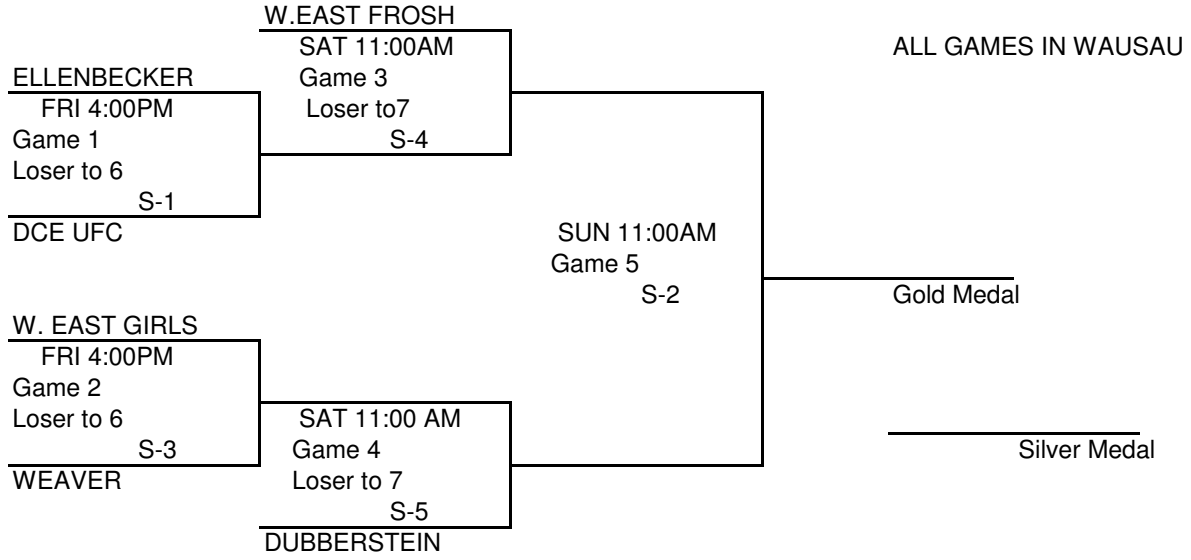 W.EAST FROSH
SAT 11:00AM
ALL GAMES IN WAUSAU
ELLENBECKER
Game 3
FRI 4:00PM
Loser to7
Game 1
S-4
Loser to 6
S-1
DCE UFC
SUN 11:00AM
Game 5
S-2
Gold Medal
W. EAST GIRLS
FRI 4:00PM
Game 2
Loser to 6
SAT 11:00 AM
S-3
Game 4
Silver Medal
WEAVER
Loser to 7
S-5
DUBBERSTEIN